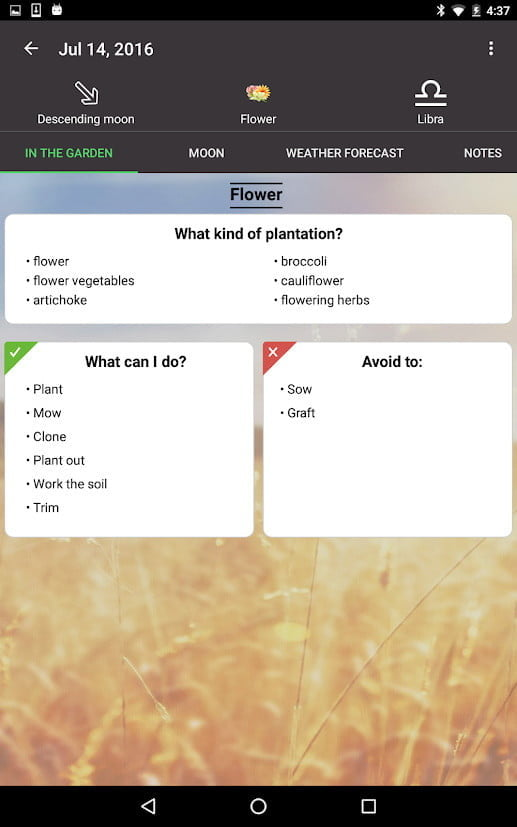 4:37
Jul 14, 2016
Descending moon
Flower
Libra
IN THE GARDEN
MOON
WEATHER FORECAST
NOTES
Flower
What kind of plantation?
• flower
• flower vegetables
• artichoke
• broccoli
• cauliflower
• flowering herbs
What can I do?
• Plant
• Mow
• Clone
• Plant out
• Work the soil
• Trim
Avoid to:
• Sow
• Graft